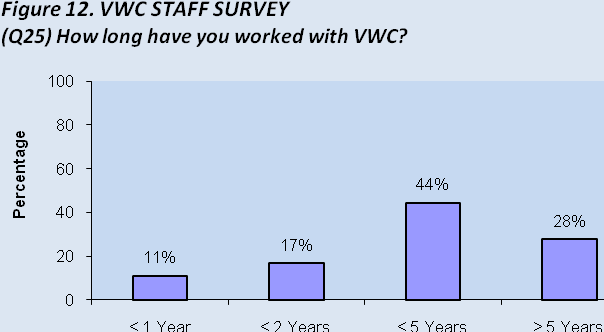 Figure 12. VWC STAFF SURVEY
(Q25) How long have you worked with VWC?
Percentage
100
80
60
40
20
0
11%
17%
44%
28%
< 1 Year
< 2 Years
< 5 Years
> 5 Years